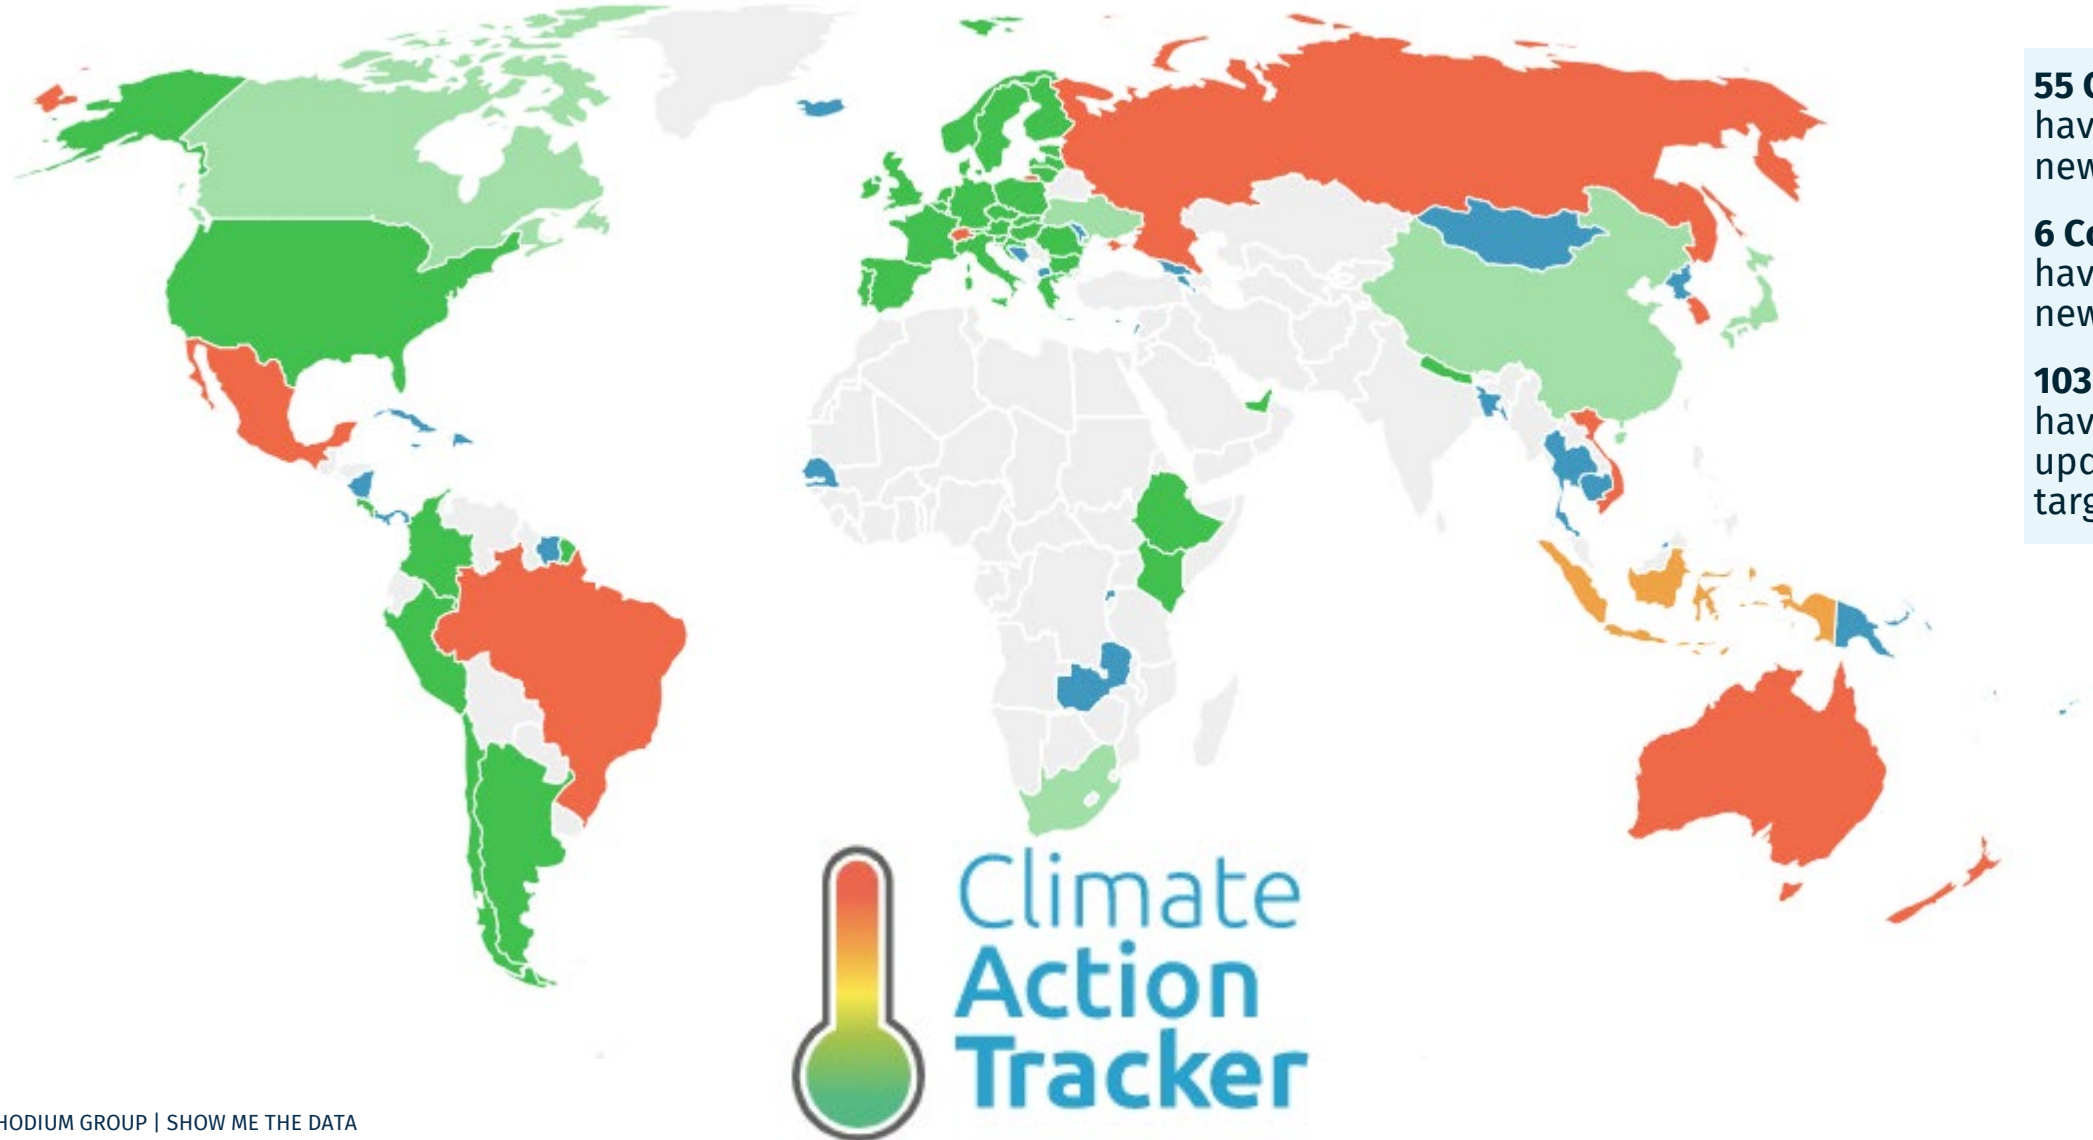 55
hav
new
6 Co
hav
new
103
hav
upd
targ
Climate
Action
Tracker
HODIUM GROUP | SHOW ME THE DATA